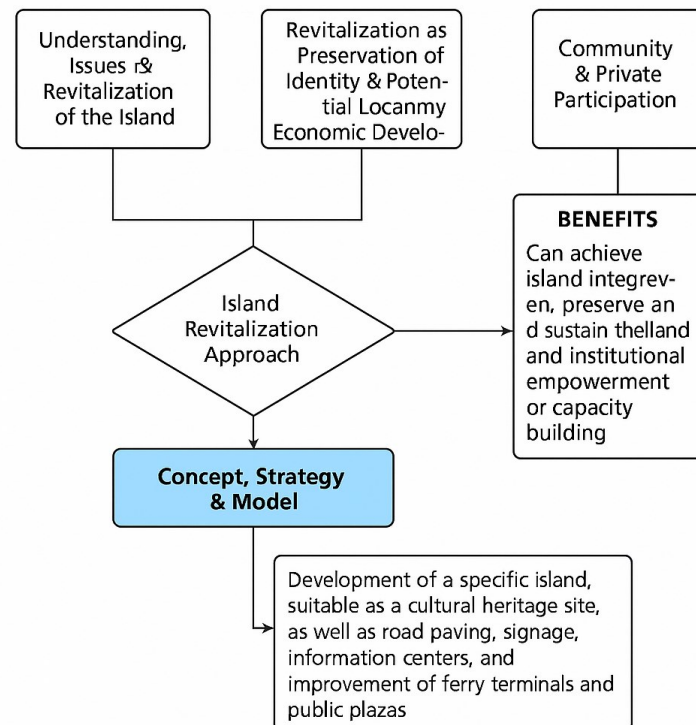 Understanding,
Issues r&
Revitalization
of the Island
Revitalization as
Preservation of
Identity & Poten-
tial Locanmy
Economic Develo-
Community
& Private
Participation
BENEFITS
Can achieve
island integrev-
en, preserve an
d sustain thelland
and institutional
empowerment
or capacity
building
Island
Revitalization
Approach
Concept, Strategy
& Model
Development of a specific island,
suitable as a cultural heritage site,
as well as road paving, signage,
information centers, and
improvement of ferry terminals and
public plazas